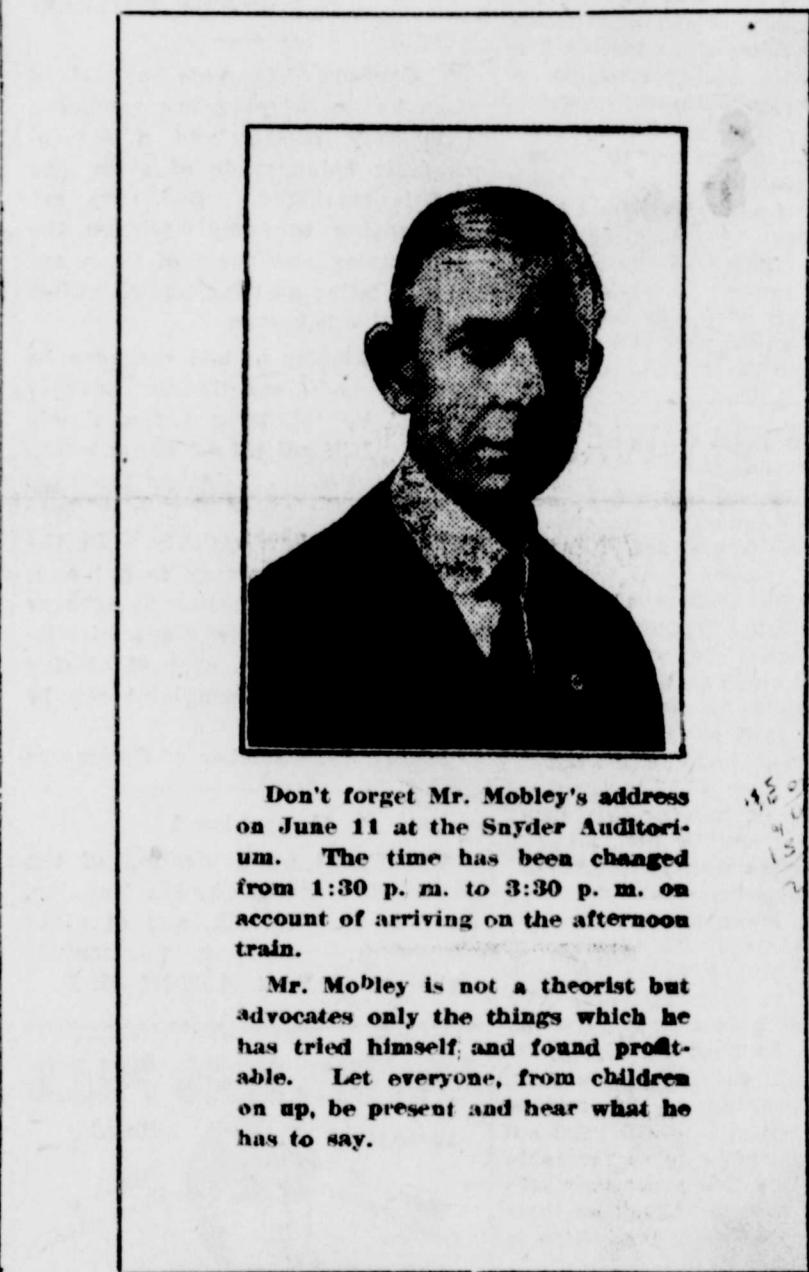 Don't forget Mr. Mobley's address
on June 11 at the Snyder Auditori-
um. The time has been changed
from 1:30 p. m. to 3:30 p. m. on
account of arriving on the afternoon
train.
Mr. Mobley is not a theorist but
advocates only the things which he
has tried himself and found profit-
able. Let everyone, from children
on up, be present and hear what he
has to say.